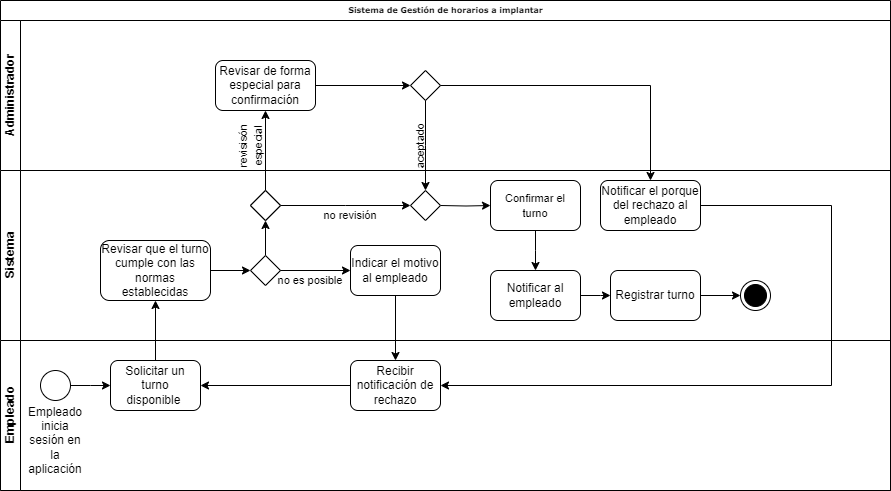 Sistema de Gestión de horarios a implantar
Administrador
Revisar de forma
especial para
confirmación
revisión
especial
aceptado
Sistema
no revisión
Confirmar el
turno
Notificar el porque
del rechazo al
empleado
Revisar que el turno
cumple con las
normas
establecidas
no es posible
Indicar el motivo
al empleado
Notificar al
empleado
Registrar turno
Empleado
Empleado
inicia
sesión en
la
aplicación
Solicitar un
turno
disponible
Recibir
notificación de
rechazo